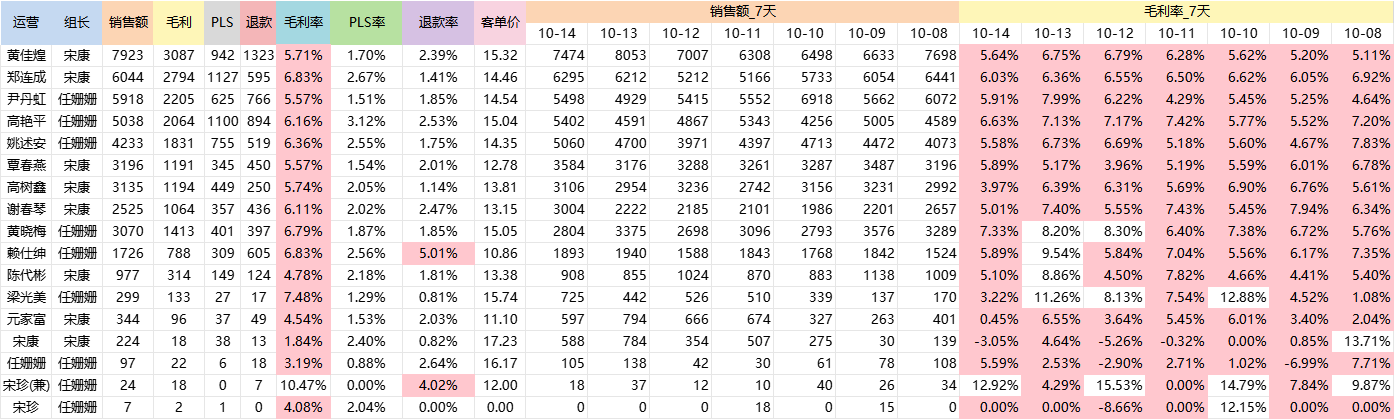 运营 组长 销售额 毛利 PLS 退款 毛利率 PLS率 退款率 客单价 销售额_7天 毛利率_7天
10-14 10-13 10-12 10-11 10-10 10-09 10-08 10-14 10-13 10-12 10-11 10-10 10-09 10-08
黄佳煌 宋康 7923 3087 942 1323 5.71% 1.70% 2.39% 15.32 7474 8053 7007 6308 6498 6633 7698 5.64% 6.75% 6.79% 6.28% 5.62% 5.20% 5.11%
郑连成 宋康 6044 2794 1127 595 6.83% 2.67% 1.41% 14.46 6295 6212 5212 5166 5733 6054 6441 6.03% 6.36% 6.55% 6.50% 6.62% 6.05% 6.92%
尹丹虹 任姗姗 5918 2205 625 766 5.57% 1.51% 1.85% 14.54 5498 4929 5415 5552 6918 5662 6072 5.91% 7.99% 6.22% 4.29% 5.45% 5.25% 4.64%
高艳平 任姗姗 5038 2064 1100 894 6.16% 3.12% 2.53% 15.04 5402 4591 4867 5343 4256 5005 4589 6.63% 7.13% 7.17% 7.42% 5.77% 5.52% 7.20%
姚述安 任姗姗 4233 1831 755 519 6.36% 2.55% 1.75% 14.35 5060 4700 3971 4397 4713 4472 4073 5.58% 6.73% 6.69% 5.18% 5.60% 4.67% 7.83%
覃春燕 宋康 3196 1191 345 450 5.57% 1.54% 2.01% 12.78 3584 3176 3288 3261 3287 3487 3196 5.89% 5.17% 3.96% 5.19% 5.59% 6.01% 6.78%
高树鑫 宋康 3135 1194 449 250 5.74% 2.05% 1.14% 13.81 3106 2954 3236 2742 3156 3231 2992 3.97% 6.39% 6.31% 5.69% 6.90% 6.76% 5.61%
谢春琴 宋康 2525 1064 357 436 6.11% 2.02% 2.47% 13.15 3004 2222 2185 2101 1986 2201 2657 5.01% 7.40% 5.55% 7.43% 5.45% 7.94% 6.34%
黄晓梅 任姗姗 3070 1413 401 397 6.79% 1.87% 1.85% 15.05 2804 3375 2698 3096 2793 3576 3289 7.33% 8.20% 8.30% 6.40% 7.38% 6.72% 5.76%
赖仕绅 任姗姗 1726 788 309 605 6.83% 2.56% 5.01% 10.86 1893 1940 1588 1843 1768 1842 1524 5.89% 9.54% 5.84% 7.04% 5.56% 6.17% 7.35%
陈代彬 宋康 977 314 149 124 4.78% 2.18% 1.81% 13.38 908 855 1024 870 883 1138 1009 5.10% 8.86% 4.50% 7.82% 4.66% 4.41% 5.40%
梁光美 任姗姗 299 133 27 17 7.48% 1.29% 0.81% 15.74 725 442 526 510 339 137 170 3.22% 11.26% 8.13% 7.54% 12.88% 4.52% 1.08%
元家富 宋康 344 96 37 49 4.54% 1.53% 2.03% 11.10 597 794 666 674 327 263 401 0.45% 6.55% 3.64% 5.45% 6.01% 3.40% 2.04%
宋康 宋康 224 18 38 13 1.84% 2.40% 0.82% 17.23 588 784 354 507 275 30 139 -3.05% 4.64% -5.26% -0.32% 0.00% 0.85% 13.71%
任姗姗 任姗姗 97 22 6 18 3.19% 0.88% 2.64% 16.17 105 138 42 30 61 78 108 5.59% 2.53% -2.90% 2.71% 1.02% -6.99% 7.71%
宋珍(兼) 任姗姗 24 18 0 7 10.47% 0.00% 4.02% 12.00 18 37 12 10 40 26 34 12.92% 4.29% 15.53% 0.00% 14.79% 7.84% 9.87%
宋珍 任姗姗 7 2 1 0 4.08% 2.04% 0.00% 0.00 0 0 0 18 0 15 0 0.00% 0.00% -8.66% 0.00% 12.15% 0.00% 0.00%